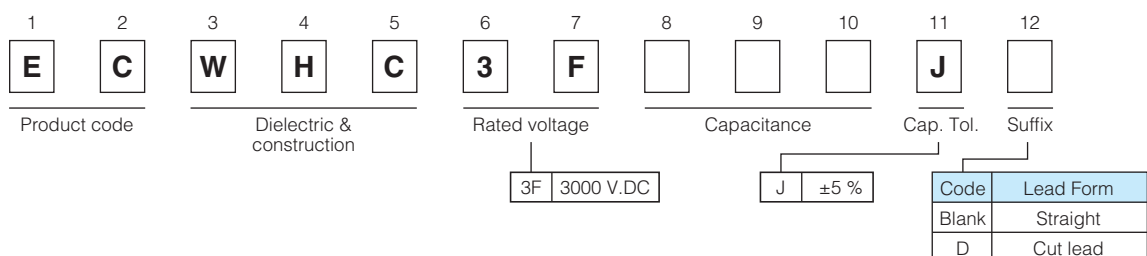 1 2 3 4 5 6 7 8 9 10 11 12
E C W H C 3 F J
Product code Dielectric & Rated voltage Capacitance Cap. Tol. Suffix
construction
3F 3000 V.DC J ±5 %
Code Lead Form
Blank Straight
D Cut lead